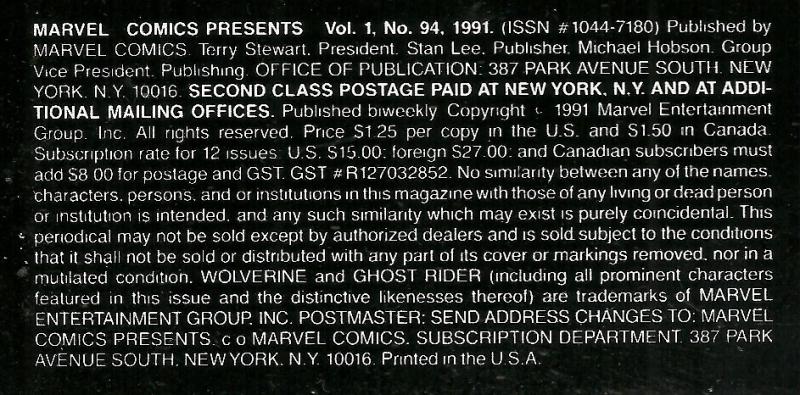 MARVEL COMICS PRESENTS Vol. 1, No. 94, 1991. (ISSN #1044-7180) Published by
MARVEL COMICS. Terry Stewart, President. Stan Lee, Publisher. Michael Hobson, Group
Vice President, Publishing. OFFICE OF PUBLICATION: 387 PARK AVENUE SOUTH, NEW
YORK, N.Y. 10016. SECOND CLASS POSTAGE PAID AT NEW YORK, N.Y. AND AT ADDI-
TIONAL MAILING OFFICES. Published biweekly Copyright © 1991 Marvel Entertainment
Group, Inc. All rights reserved. Price $1.25 per copy in the U.S. and $1.50 in Canada.
Subscription rate for 12 issues: U.S. $15.00; foreign $27.00; and Canadian subscribers must
add $8.00 for postage and GST. GST #R127032852. No similarity between any of the names,
characters, persons, and or institutions in this magazine with those of any living or dead person
or institution is intended, and any such similarity which may exist is purely coincidental. This
periodical may not be sold except by authorized dealers and is sold subject to the conditions
that it shall not be sold or distributed with any part of its cover or markings removed, nor in a
mutilated condition. WOLVERINE and GHOST RIDER (including all prominent characters
featured in this issue and the distinctive likenesses thereof) are trademarks of MARVEL
ENTERTAINMENT GROUP, INC. POSTMASTER: SEND ADDRESS CHANGES TO: MARVEL
COMICS PRESENTS, c o MARVEL COMICS, SUBSCRIPTION DEPARTMENT, 387 PARK
AVENUE SOUTH, NEW YORK, N.Y. 10016. Printed in the U.S.A.